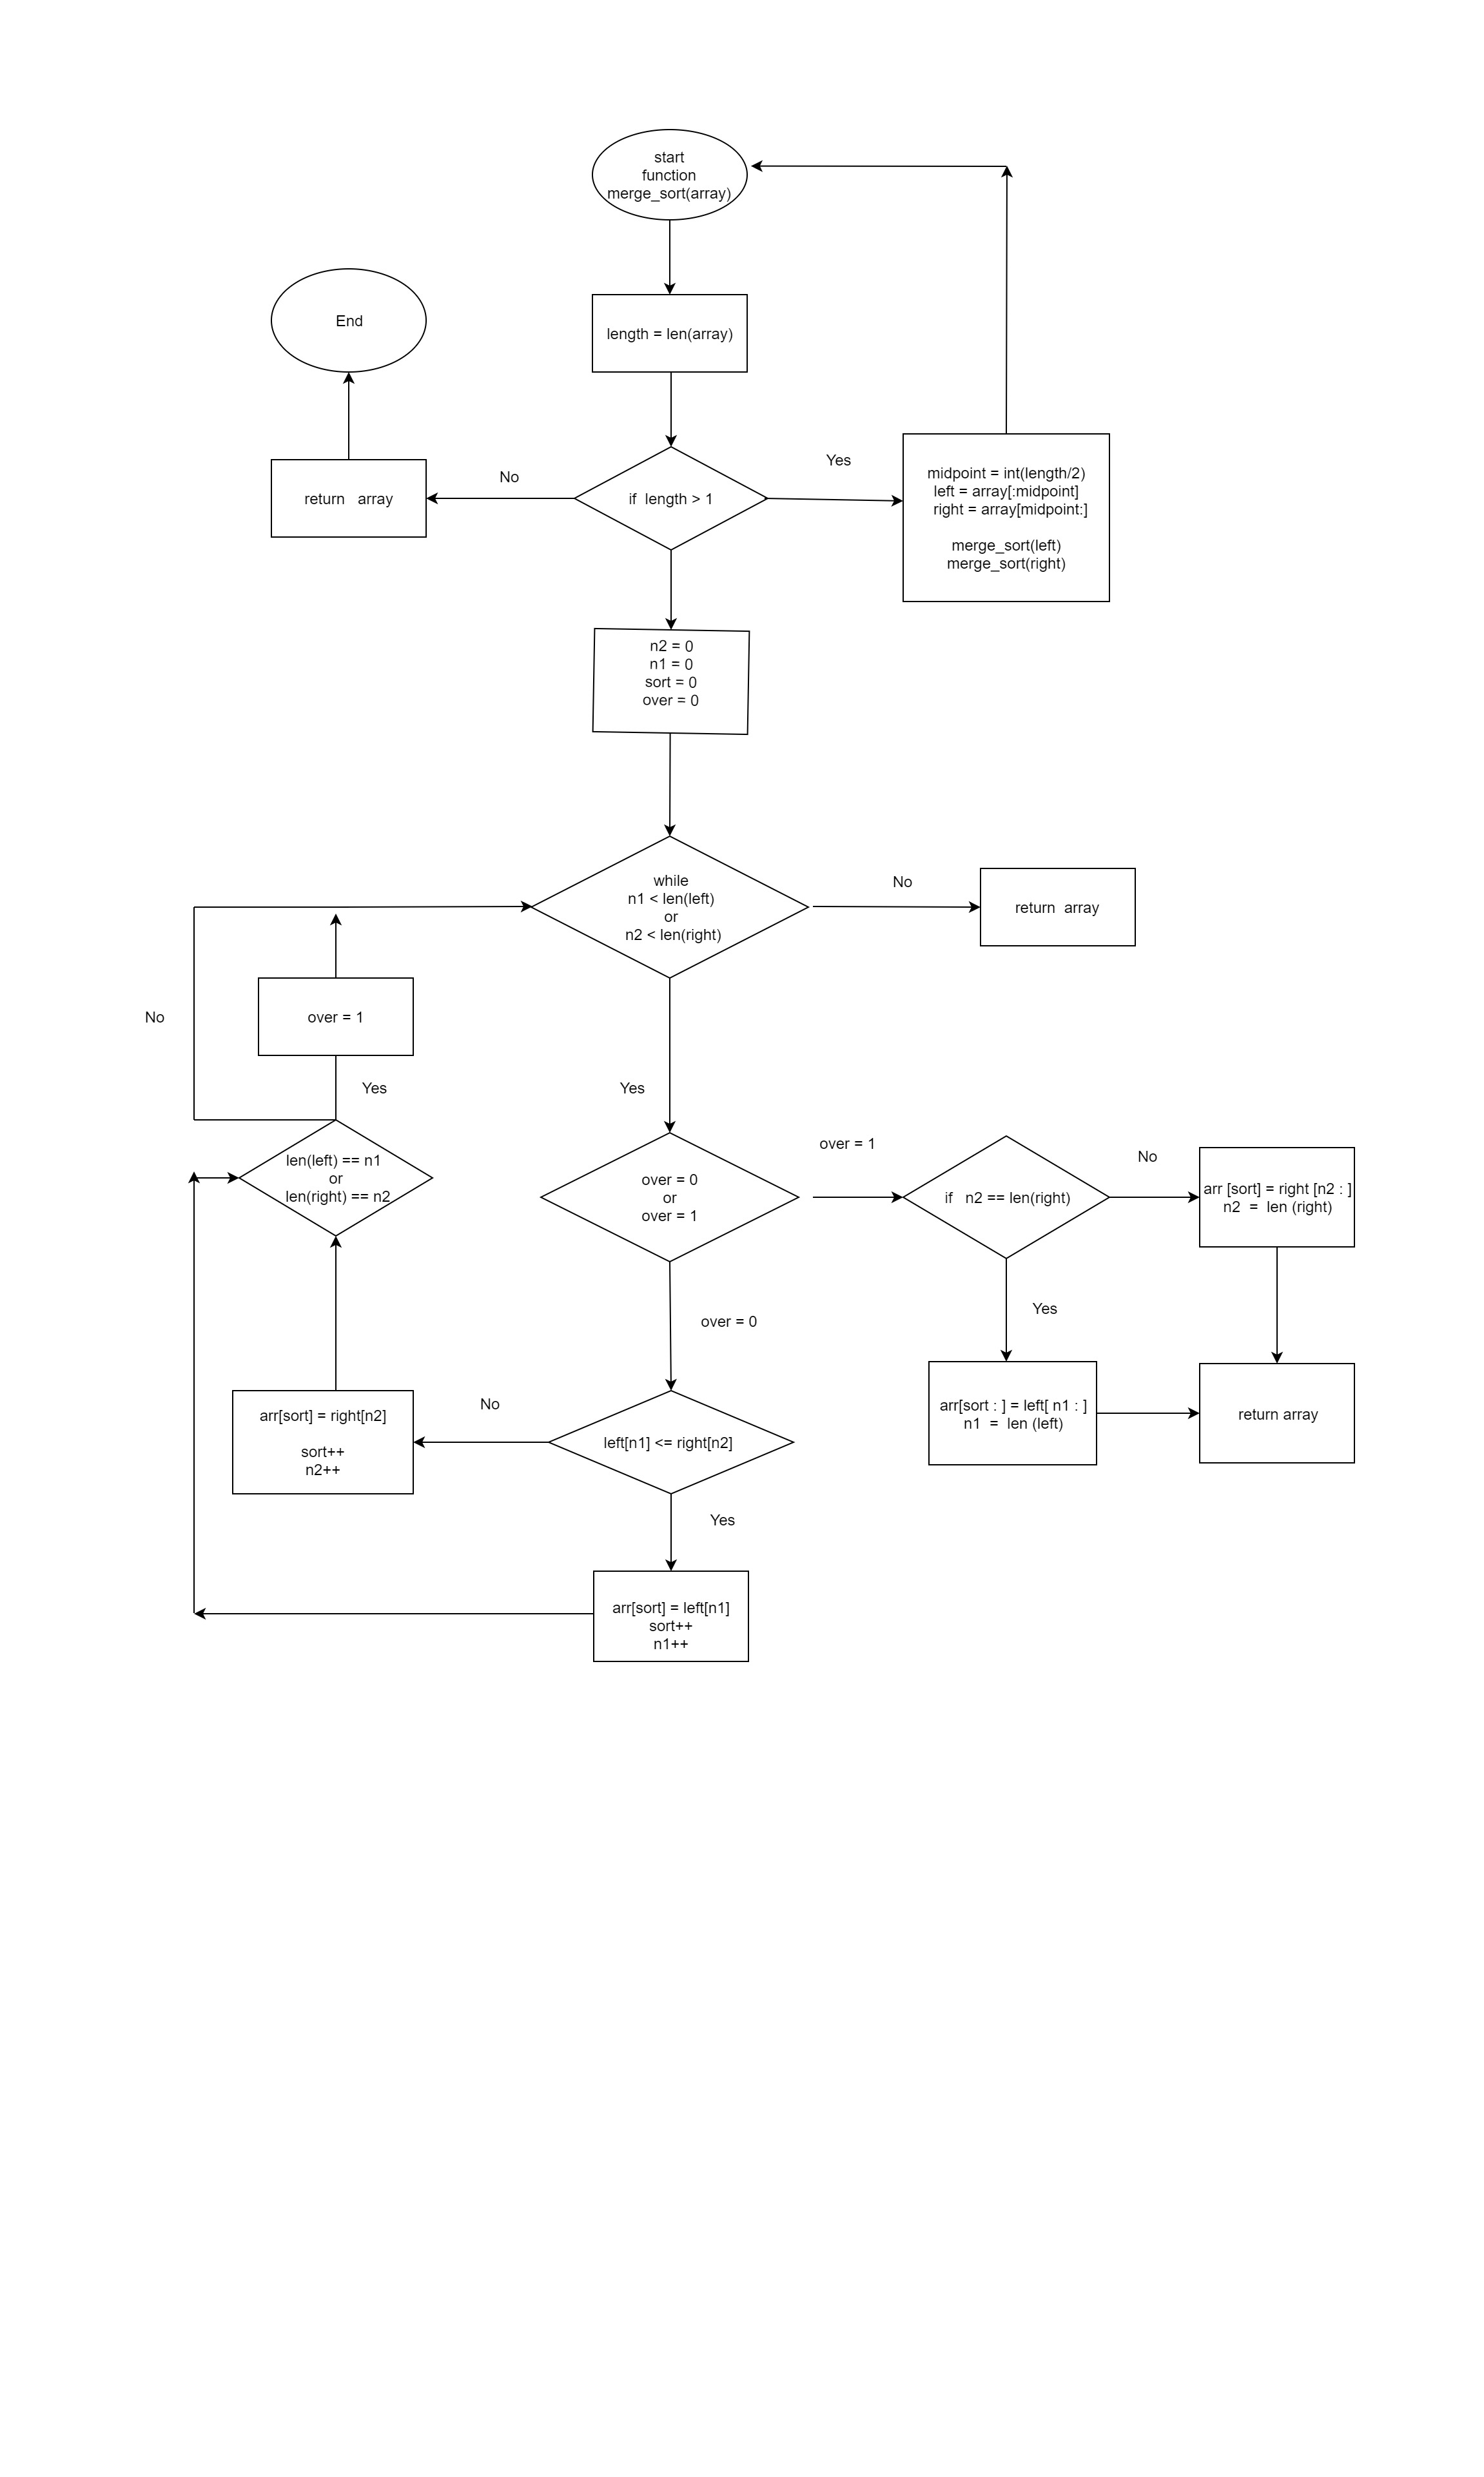 start
function
merge_sort(array)
End
length = len(array)
No
Yes
return   array
if  length > 1
midpoint = int(length/2)
left = array[:midpoint]
right = array[midpoint:]
merge_sort(left)
merge_sort(right)
n2 = 0
n1 = 0
sort = 0
over = 0
while
n1 < len(left)
or
n2 < len(right)
No
return  array
No
over = 1
Yes
Yes
len(left) == n1
or
len(right) == n2
over = 0
or
over = 1
over = 1
if   n2 == len(right)
No
arr [sort] = right [n2 : ]
n2  =  len (right)
over = 0
Yes
arr[sort] = right[n2]
sort++
n2++
No
left[n1] <= right[n2]
arr[sort : ] = left[ n1 : ]
n1  =  len (left)
return array
Yes
arr[sort] = left[n1]
sort++
n1++